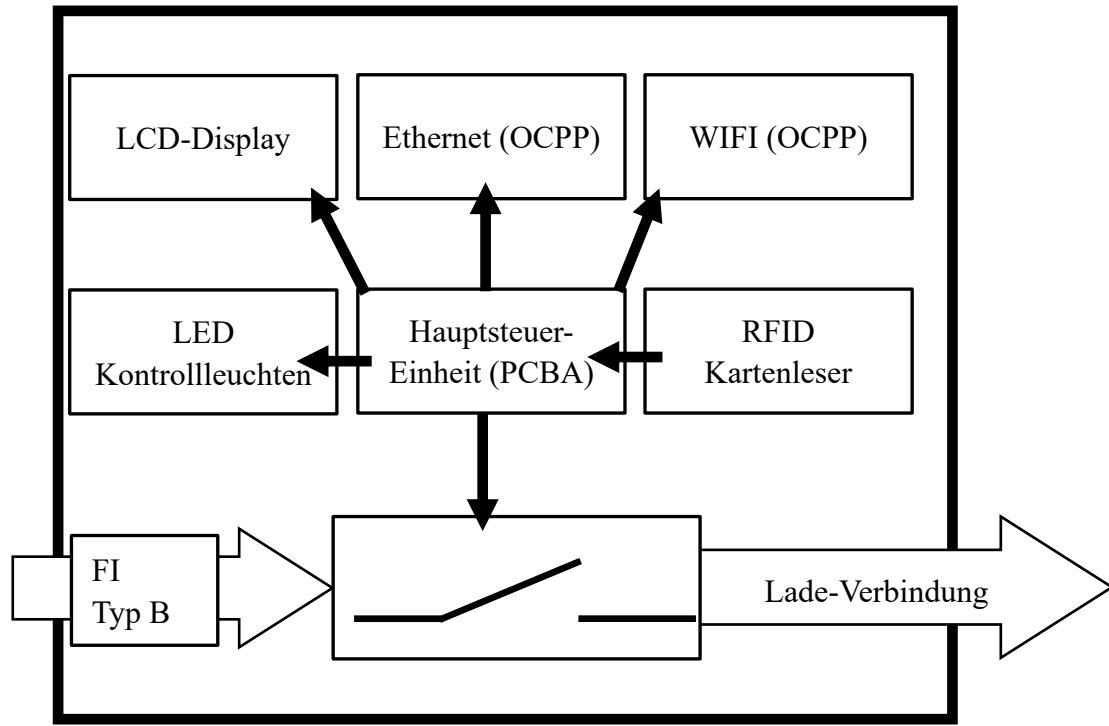 LCD-Display
Ethernet (OCPP)
WIFI (OCPP)
LED
Kontrollleuchten
Hauptsteuer-
Einheit (PCBA)
RFID
Kartenleser
FI
Typ B
Lade-Verbindung